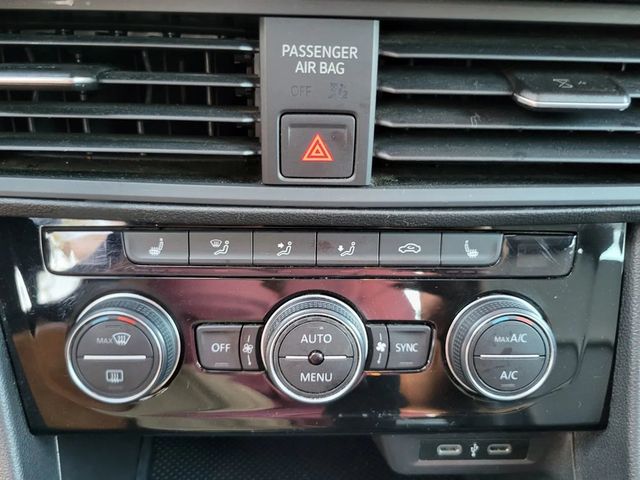 PASSENGER
AIR BAG
OFF
MAX
OFF
AUTO
MENU
SYNC
MAX A/C
A/C